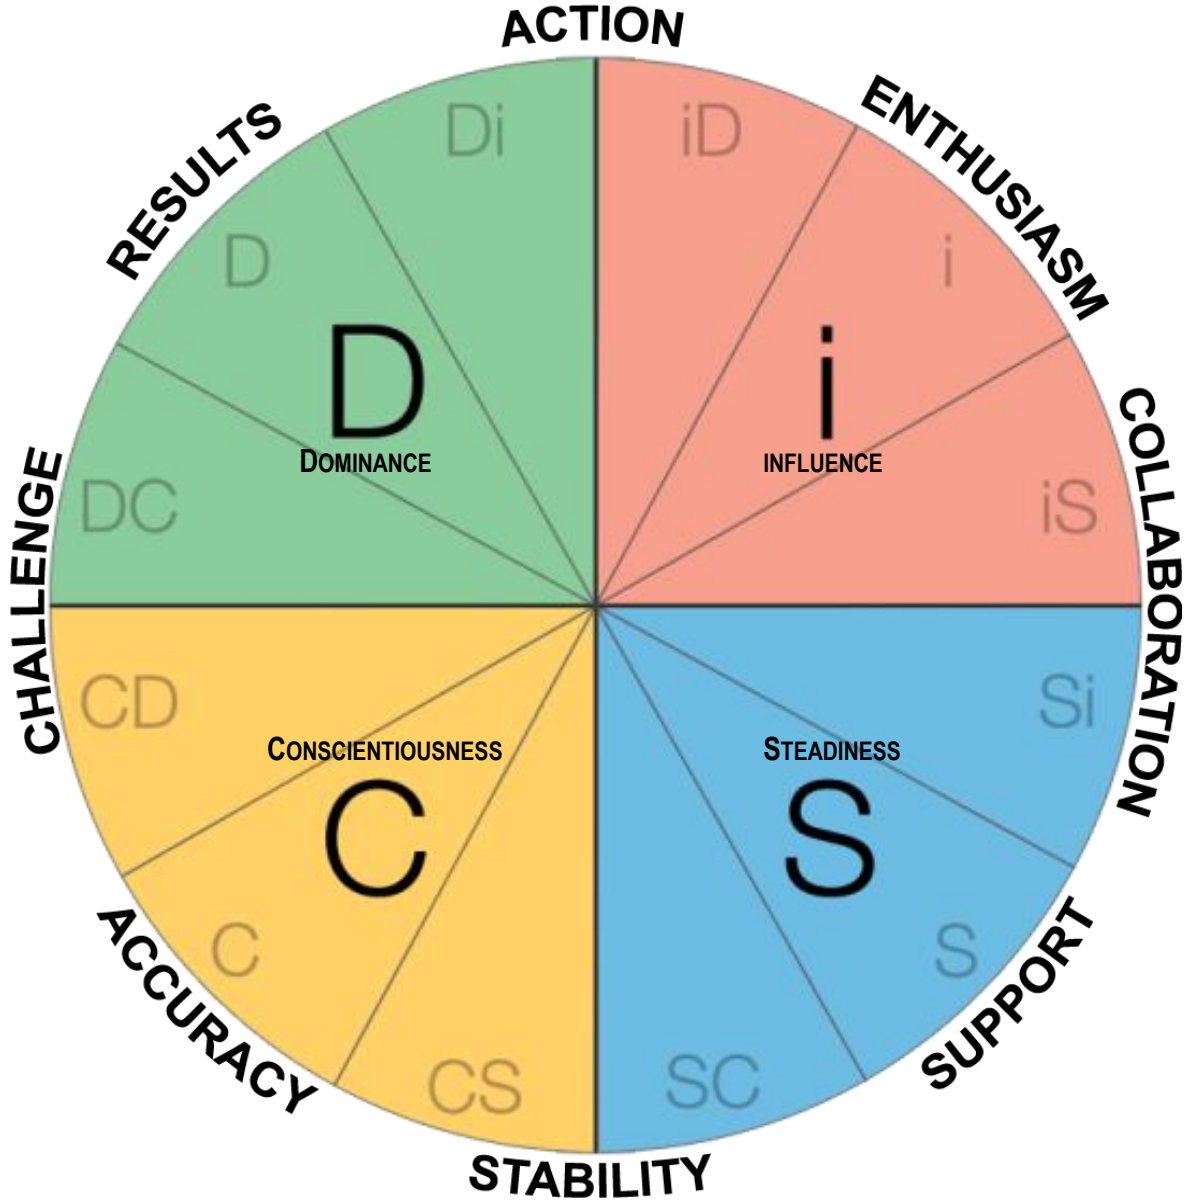 ACTION
RESULTS
ENTHUSIASM
Di
iD
D
i
D
i
DOMINANCE
INFLUENCE
CHALLENGE
COLLABORATION
DC
iS
CD
Si
CONSCIENTIOUSNESS
STEADINESS
C
S
C
S
ACCURACY
SUPPORT
CS
SC
STABILITY